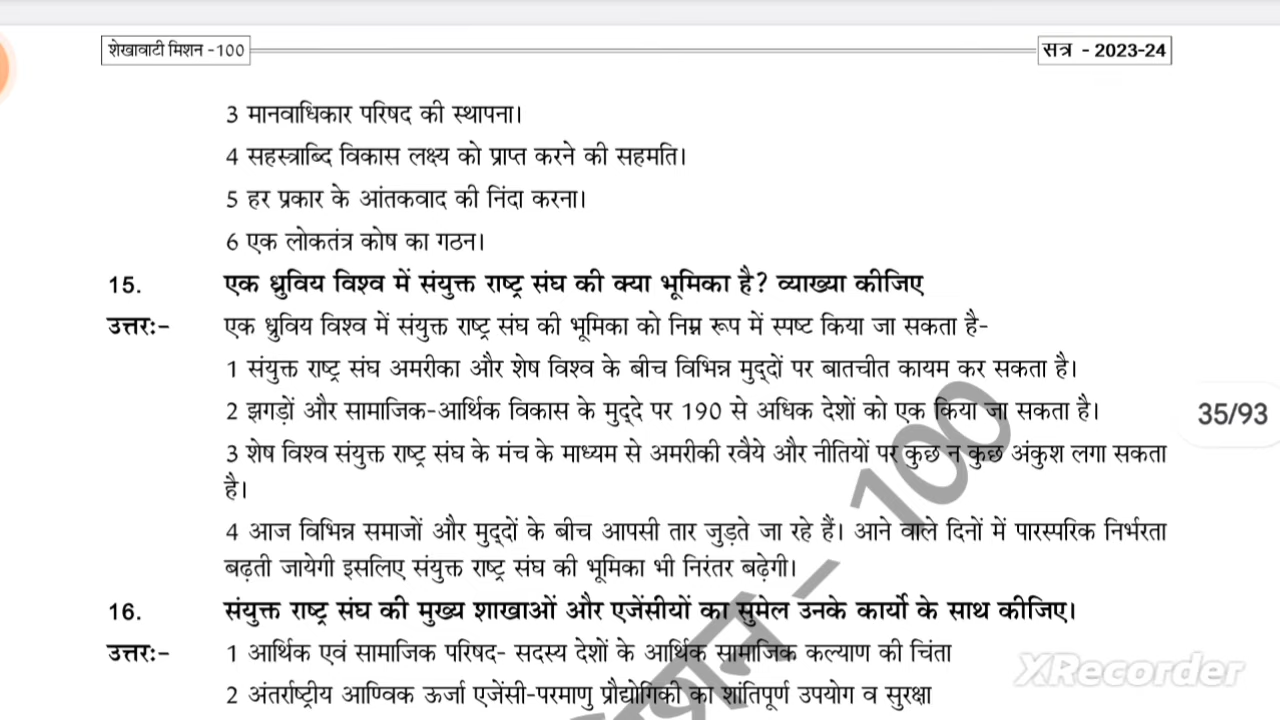 शेखावाटी मिशन -100
सत्र - 2023-24
3 मानवाधिकार परिषद की स्थापना।
4 सहस्त्राब्दि विकास लक्ष्य को प्राप्त करने की सहमति।
5 हर प्रकार के आंतकवाद की निंदा करना।
6 एक लोकतंत्र कोष का गठन।
15. एक ध्रुविय विश्व में संयुक्त राष्ट्र संघ की क्या भूमिका है? व्याख्या कीजिए
उत्तरः- एक ध्रुविय विश्व में संयुक्त राष्ट्र संघ की भूमिका को निम्न रूप में स्पष्ट किया जा सकता है-
1 संयुक्त राष्ट्र संघ अमरीका और शेष विश्व के बीच विभिन्न मुद्दों पर बातचीत कायम कर सकता है।
2 झगड़ों और सामाजिक-आर्थिक विकास के मुद्दे पर 190 से अधिक देशों को एक किया जा सकता है।
35/93
3 शेष विश्व संयुक्त राष्ट्र संघ के मंच के माध्यम से अमरीकी रवैये और नीतियों पर कुछ न कुछ अंकुश लगा सकता
है।
4 आज विभिन्न समाजों और मुद्दों के बीच आपसी तार जुड़ते जा रहे हैं। आने वाले दिनों में पारस्परिक निर्भरता
बढ़ती जायेगी इसलिए संयुक्त राष्ट्र संघ की भूमिका भी निरंतर बढ़ेगी।
16. संयुक्त राष्ट्र संघ की मुख्य शाखाओं और एजेंसीयों का सुमेल उनके कार्यो के साथ कीजिए।
उत्तरः- 1 आर्थिक एवं सामाजिक परिषद- सदस्य देशों के आर्थिक सामाजिक कल्याण की चिंता
2 अंतर्राष्ट्रीय आण्विक ऊर्जा एजेंसी-परमाणु प्रौद्योगिकी का शांतिपूर्ण उपयोग व सुरक्षा
मिशन - 100
XRecorder